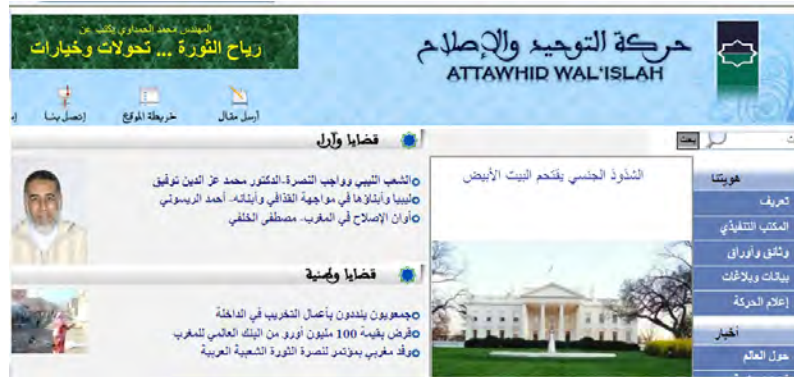 المهندس محمد الحمداوي يكتب عن
رياح الثورة ... تحولات وخيارات
حركة التوحيد والإصلاح
ATTAWHID WAL'ISLAH
أرسل مقال
خريطة الموقع
إتصل بنا
بحث
قضايا وآراء
الشعب الليبي وواجب النصرة-الدكتور محمد عز الدين توفيق
ليبيا وأبناؤها في مواجهة القذافي وأبنائه- أحمد الريسوني
أوان الإصلاح في المغرب- مصطفى الخلفي
قضايا وطنية
جمعويون ينددون بأعمال التخريب في الداخلة
قرض بقيمة 100 مليون أورو من البنك العالمي للمغرب
وفد مغربي بمؤتمر لنصرة الثورة الشعبية العربية
الشذوذ الجنسي يقتحم البيت الأبيض
هويتنا
تعريف
المكتب التنفيذي
وثائق وأوراق
بيانات وبلاغات
إعلام الحركة
أخبار
حول العالم